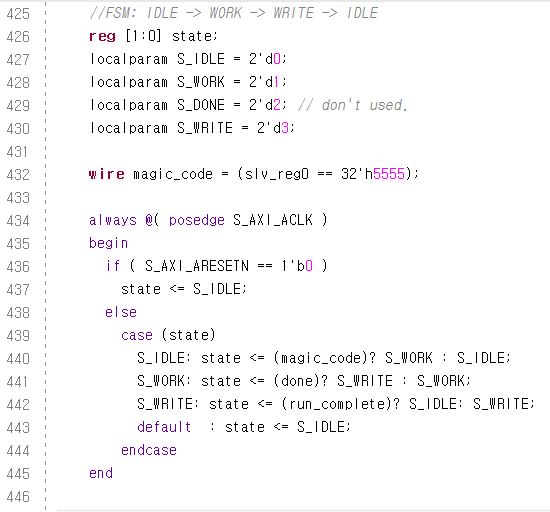 425 //FSM: IDLE -> WORK -> WRITE -> IDLE
426 reg [1:0] state;
427 localparam S_IDLE = 2'd0;
428 localparam S_WORK = 2'd1;
429 localparam S_DONE = 2'd2; // don't used.
430 localparam S_WRITE = 2'd3;
431
432 wire magic_code = (slv_reg0 == 32'h5555);
433
434 always @( posedge S_AXI_ACLK )
435 begin
436 if ( S_AXI_ARESETN == 1'b0 )
437 state <= S_IDLE;
438 else
439 case (state)
440 S_IDLE: state <= (magic_code)? S_WORK : S_IDLE;
441 S_WORK: state <= (done)? S_WRITE : S_WORK;
442 S_WRITE: state <= (run_complete)? S_IDLE: S_WRITE;
443 default : state <= S_IDLE;
444 endcase
445 end
446